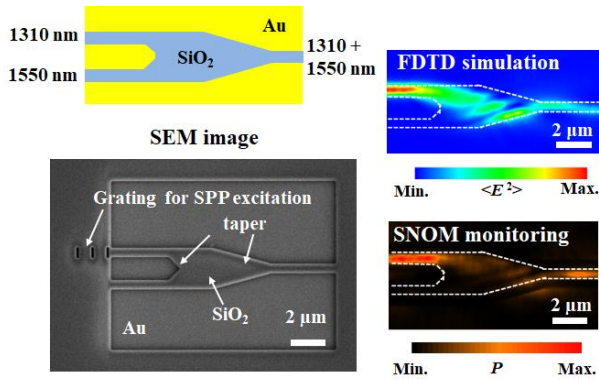 Au
1310 nm
SiO₂
1310 +
1550 nm
1550 nm
SEM image
Grating for SPP excitation
taper
SiO₂
Au
2 µm
FDTD simulation
2 µm
Min. <E²> Max.
SNOM monitoring
2 µm
Min. P Max.